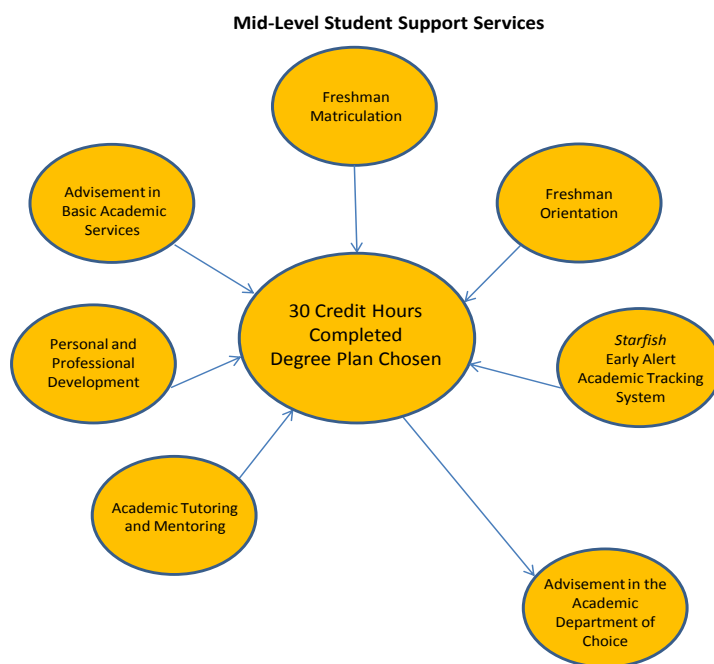 Mid-Level Student Support Services
Freshman
Matriculation
Advisement in
Basic Academic
Services
Freshman
Orientation
30 Credit Hours
Completed
Degree Plan Chosen
Personal and
Professional
Development
Starfish
Early Alert
Academic Tracking
System
Academic Tutoring
and Mentoring
Advisement in the
Academic
Department of
Choice